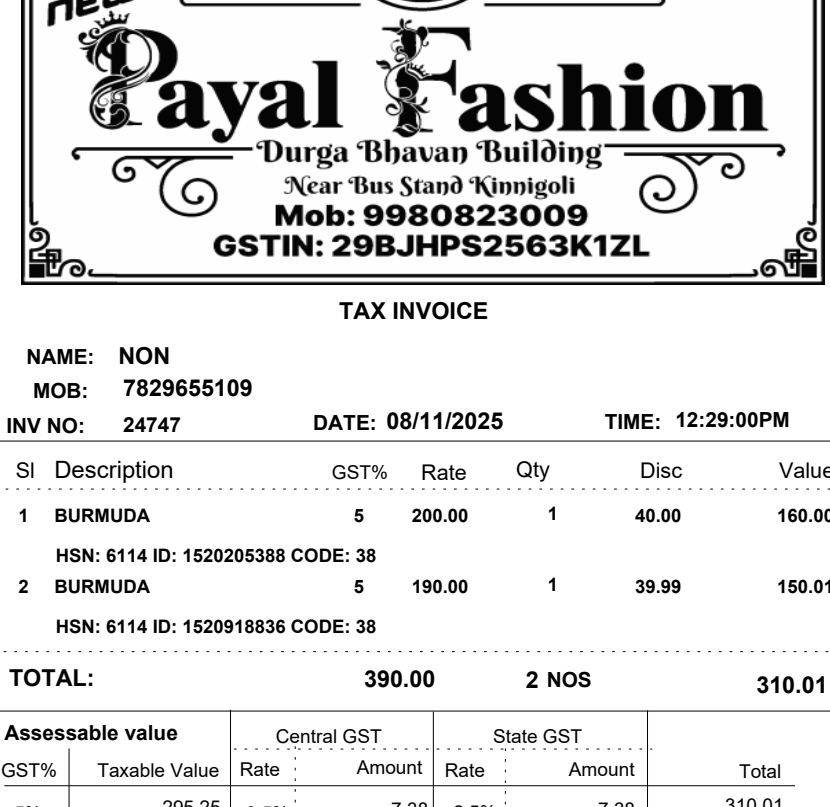 new
Payal Fashion
Durga Bhavan Building
Near Bus Stand Kinnigoli
Mob: 9980823009
GSTIN: 29BJHPS2563K1ZL
TAX INVOICE
NAME: NON
MOB: 7829655109
INV NO: 24747 DATE: 08/11/2025 TIME: 12:29:00PM
Sl Description GST% Rate Qty Disc Value
1 BURMUDA 5 200.00 1 40.00 160.00
HSN: 6114 ID: 1520205388 CODE: 38
2 BURMUDA 5 190.00 1 39.99 150.01
HSN: 6114 ID: 1520918836 CODE: 38
TOTAL: 390.00 2 NOS 310.01
Assessable value Central GST State GST
GST% Taxable Value Rate Amount Rate Amount Total
295.25 7.38 7.38 310.01